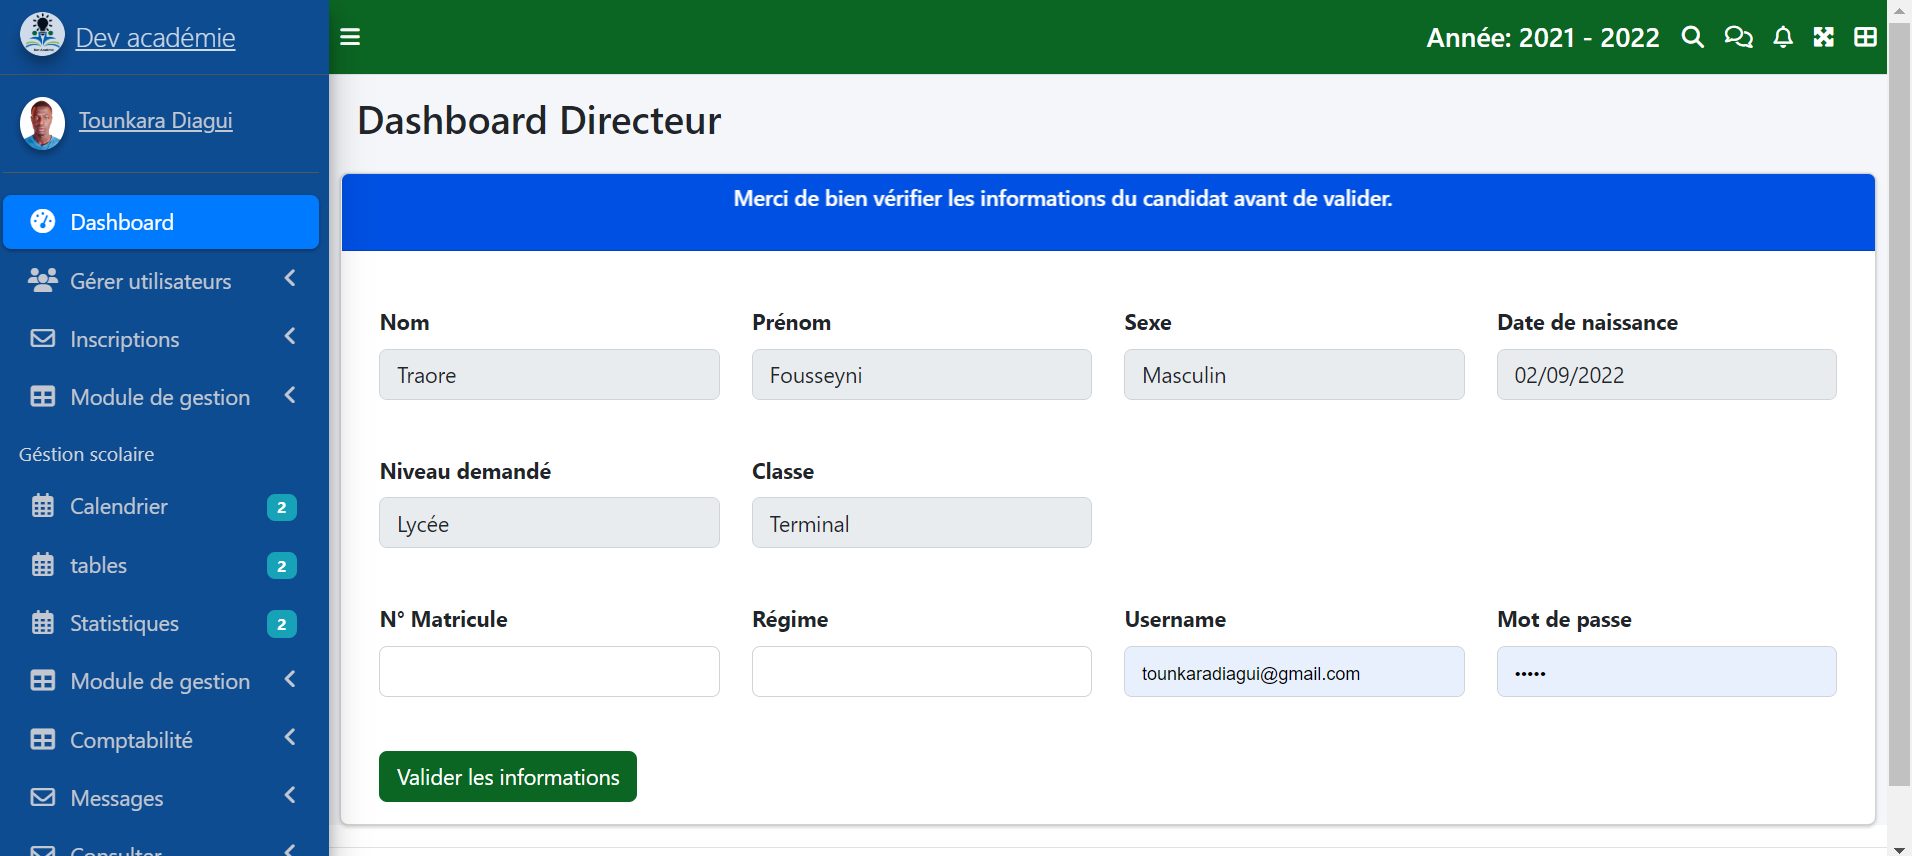 Dev académie
Année: 2021 - 2022
Tounkara Diagui
Dashboard
Gérer utilisateurs
Inscriptions
Module de gestion
Géstion scolaire
Calendrier 2
tables 2
Statistiques 2
Module de gestion
Comptabilité
Messages
Consulter
Dashboard Directeur
Merci de bien vérifier les informations du candidat avant de valider.
Nom Prénom Sexe Date de naissance
Traore Fousseyni Masculin 02/09/2022
Niveau demandé Classe
Lycée Terminal
N° Matricule Régime Username Mot de passe
tounkaradiagui@gmail.com •••••
Valider les informations